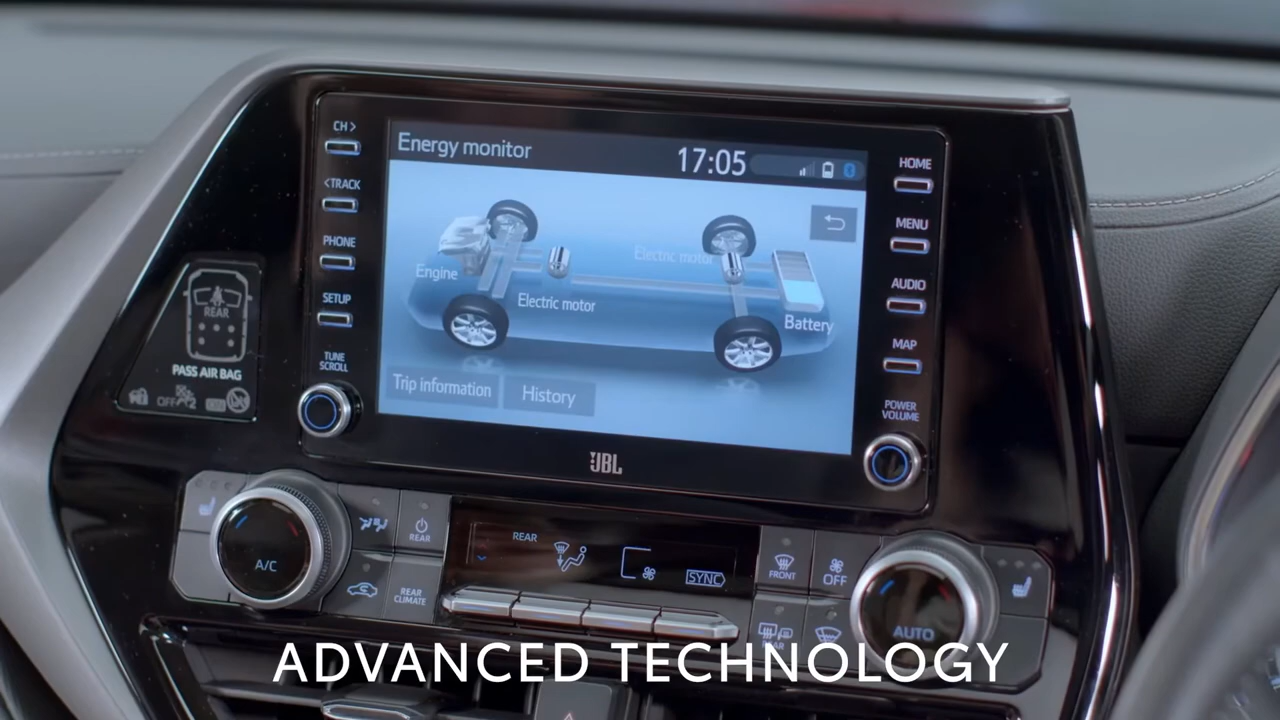 CH >
< TRACK
PHONE
SETUP
TUNE
SCROLL
Energy monitor
17:05
Engine
Electric motor
Electric motor
Battery
Trip information
History
HOME
MENU
AUDIO
MAP
POWER
VOLUME
JBL
REAR
PASS AIR BAG
OFF
2
A/C
REAR
REAR
CLIMATE
REAR
SYNC
FRONT
OFF
REAR
AUTO
ADVANCED TECHNOLOGY